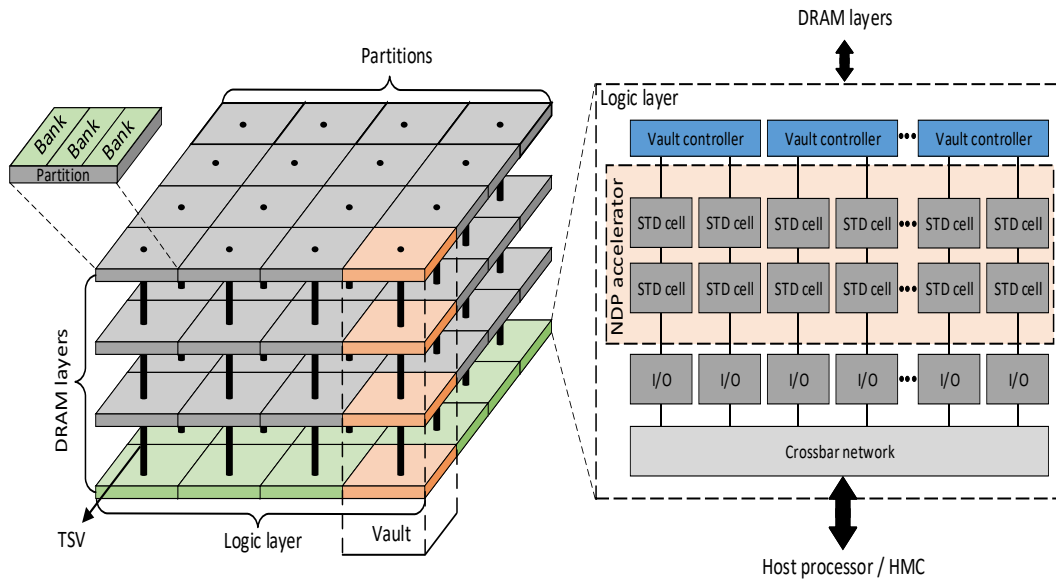 Partitions
Bank
Bank
Bank
Partition
DRAM layers
TSV
Logic layer
Vault
DRAM layers
Logic layer
Vault controller
Vault controller
Vault controller
NDP accelerator
STD cell
STD cell
STD cell
STD cell
STD cell
STD cell
STD cell
STD cell
STD cell
STD cell
STD cell
STD cell
I/O
I/O
I/O
I/O
I/O
I/O
Crossbar network
Host processor / HMC